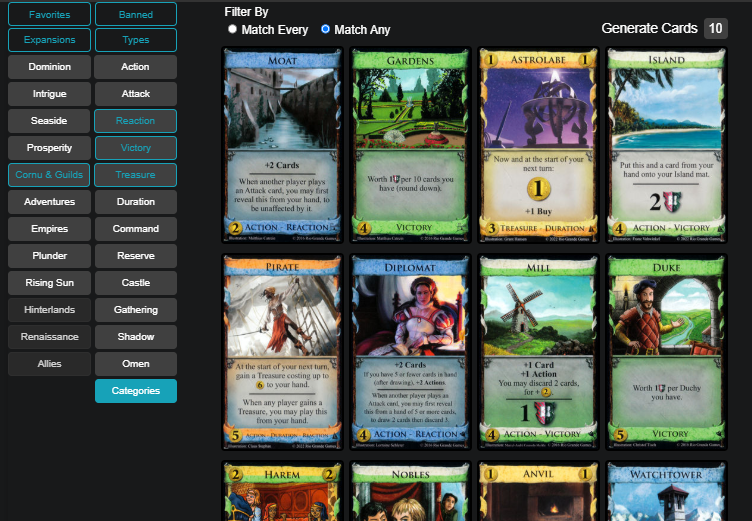 Favorites
Banned
Expansions
Types
Dominion
Action
Intrigue
Attack
Seaside
Reaction
Prosperity
Victory
Cornu & Guilds
Treasure
Adventures
Duration
Empires
Command
Plunder
Reserve
Rising Sun
Castle
Hinterlands
Gathering
Renaissance
Shadow
Allies
Omen
Categories
Filter By
Match Every
Match Any
Generate Cards 10
MOAT
+2 Cards
When another player plays
an Attack card, you may first
reveal this from your hand, to
be unaffected by it.
2 ACTION - REACTION
GARDENS
Worth 1 per 10 cards you
have (round down).
4 VICTORY
1 ASTROLABE 1
Now and at the start of your
next turn:
1
+1 Buy
3 TREASURE - DURATION
ISLAND
Put this and a card from your
hand onto your Island mat.
2
4 ACTION - VICTORY
PIRATE
At the start of your next turn,
gain a Treasure costing up to
6 to your hand.
When any player gains a
Treasure, you may play this
from your hand.
5 ACTION - DURATION - REACTION
DIPLOMAT
+2 Cards
If you have 5 or fewer cards in hand
(after drawing), +2 Actions.
When another player plays an
Attack card, you may first reveal
this from a hand of 5 or more cards,
to draw 2 cards then discard 3.
4 ACTION - REACTION
MILL
+1 Card
+1 Action
You may discard 2 cards,
for + 2.
1
4 ACTION - VICTORY
DUKE
Worth 1 per Duchy
you have.
5 VICTORY
2 HAREM 2
NOBLES
1 ANVIL 1
WATCHTOWER